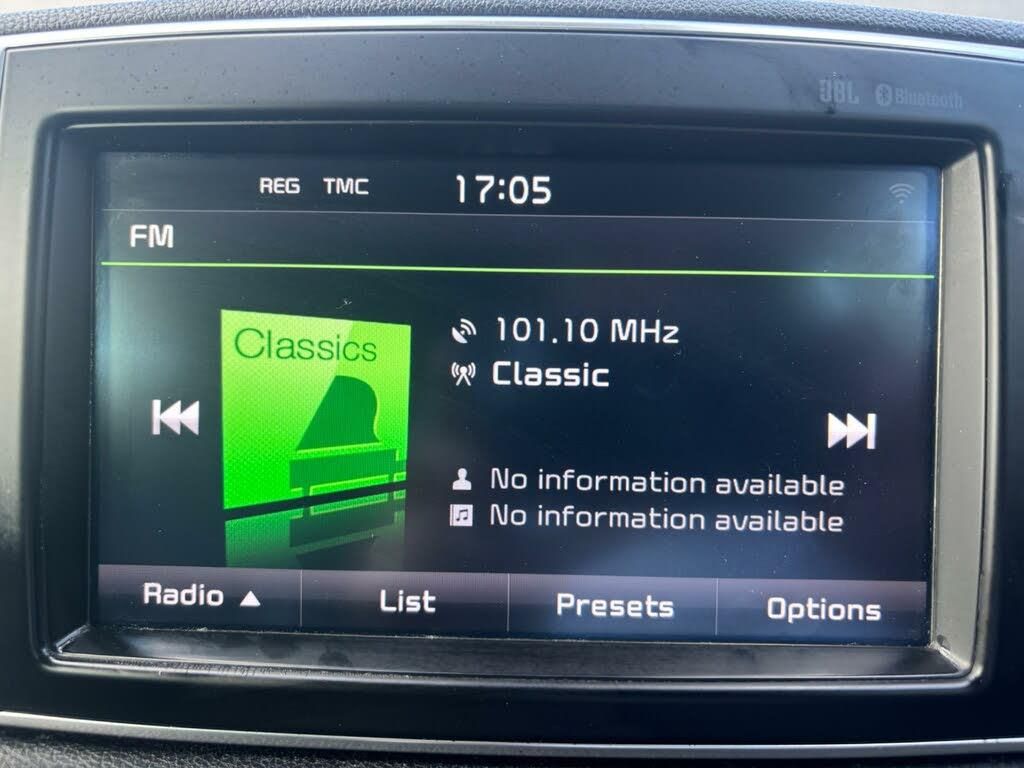 JBL Bluetooth
REG TMC 17:05
FM
Classics
101.10 MHz
Classic
No information available
No information available
Radio ▲ List Presets Options